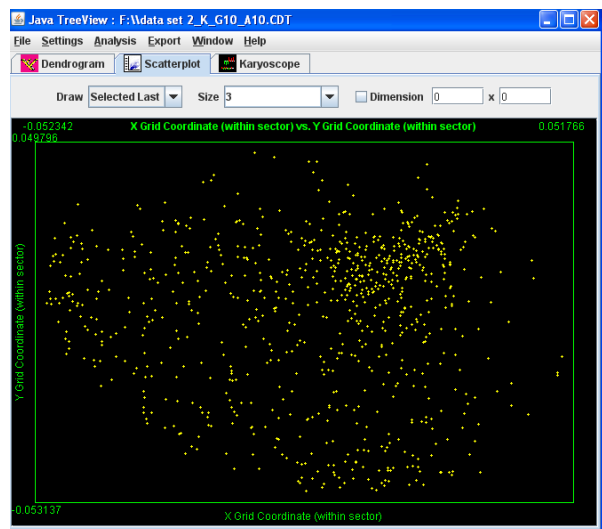 Java TreeView : F:\\data set 2_K_G10_A10.CDT
File Settings Analysis Export Window Help
Dendrogram Scatterplot Karyoscope
Draw Selected Last Size 3 Dimension 0 x 0
-0.052342 X Grid Coordinate (within sector) vs. Y Grid Coordinate (within sector) 0.051766
0.049796
Y Grid Coordinate (within sector)
-0.053137
X Grid Coordinate (within sector)